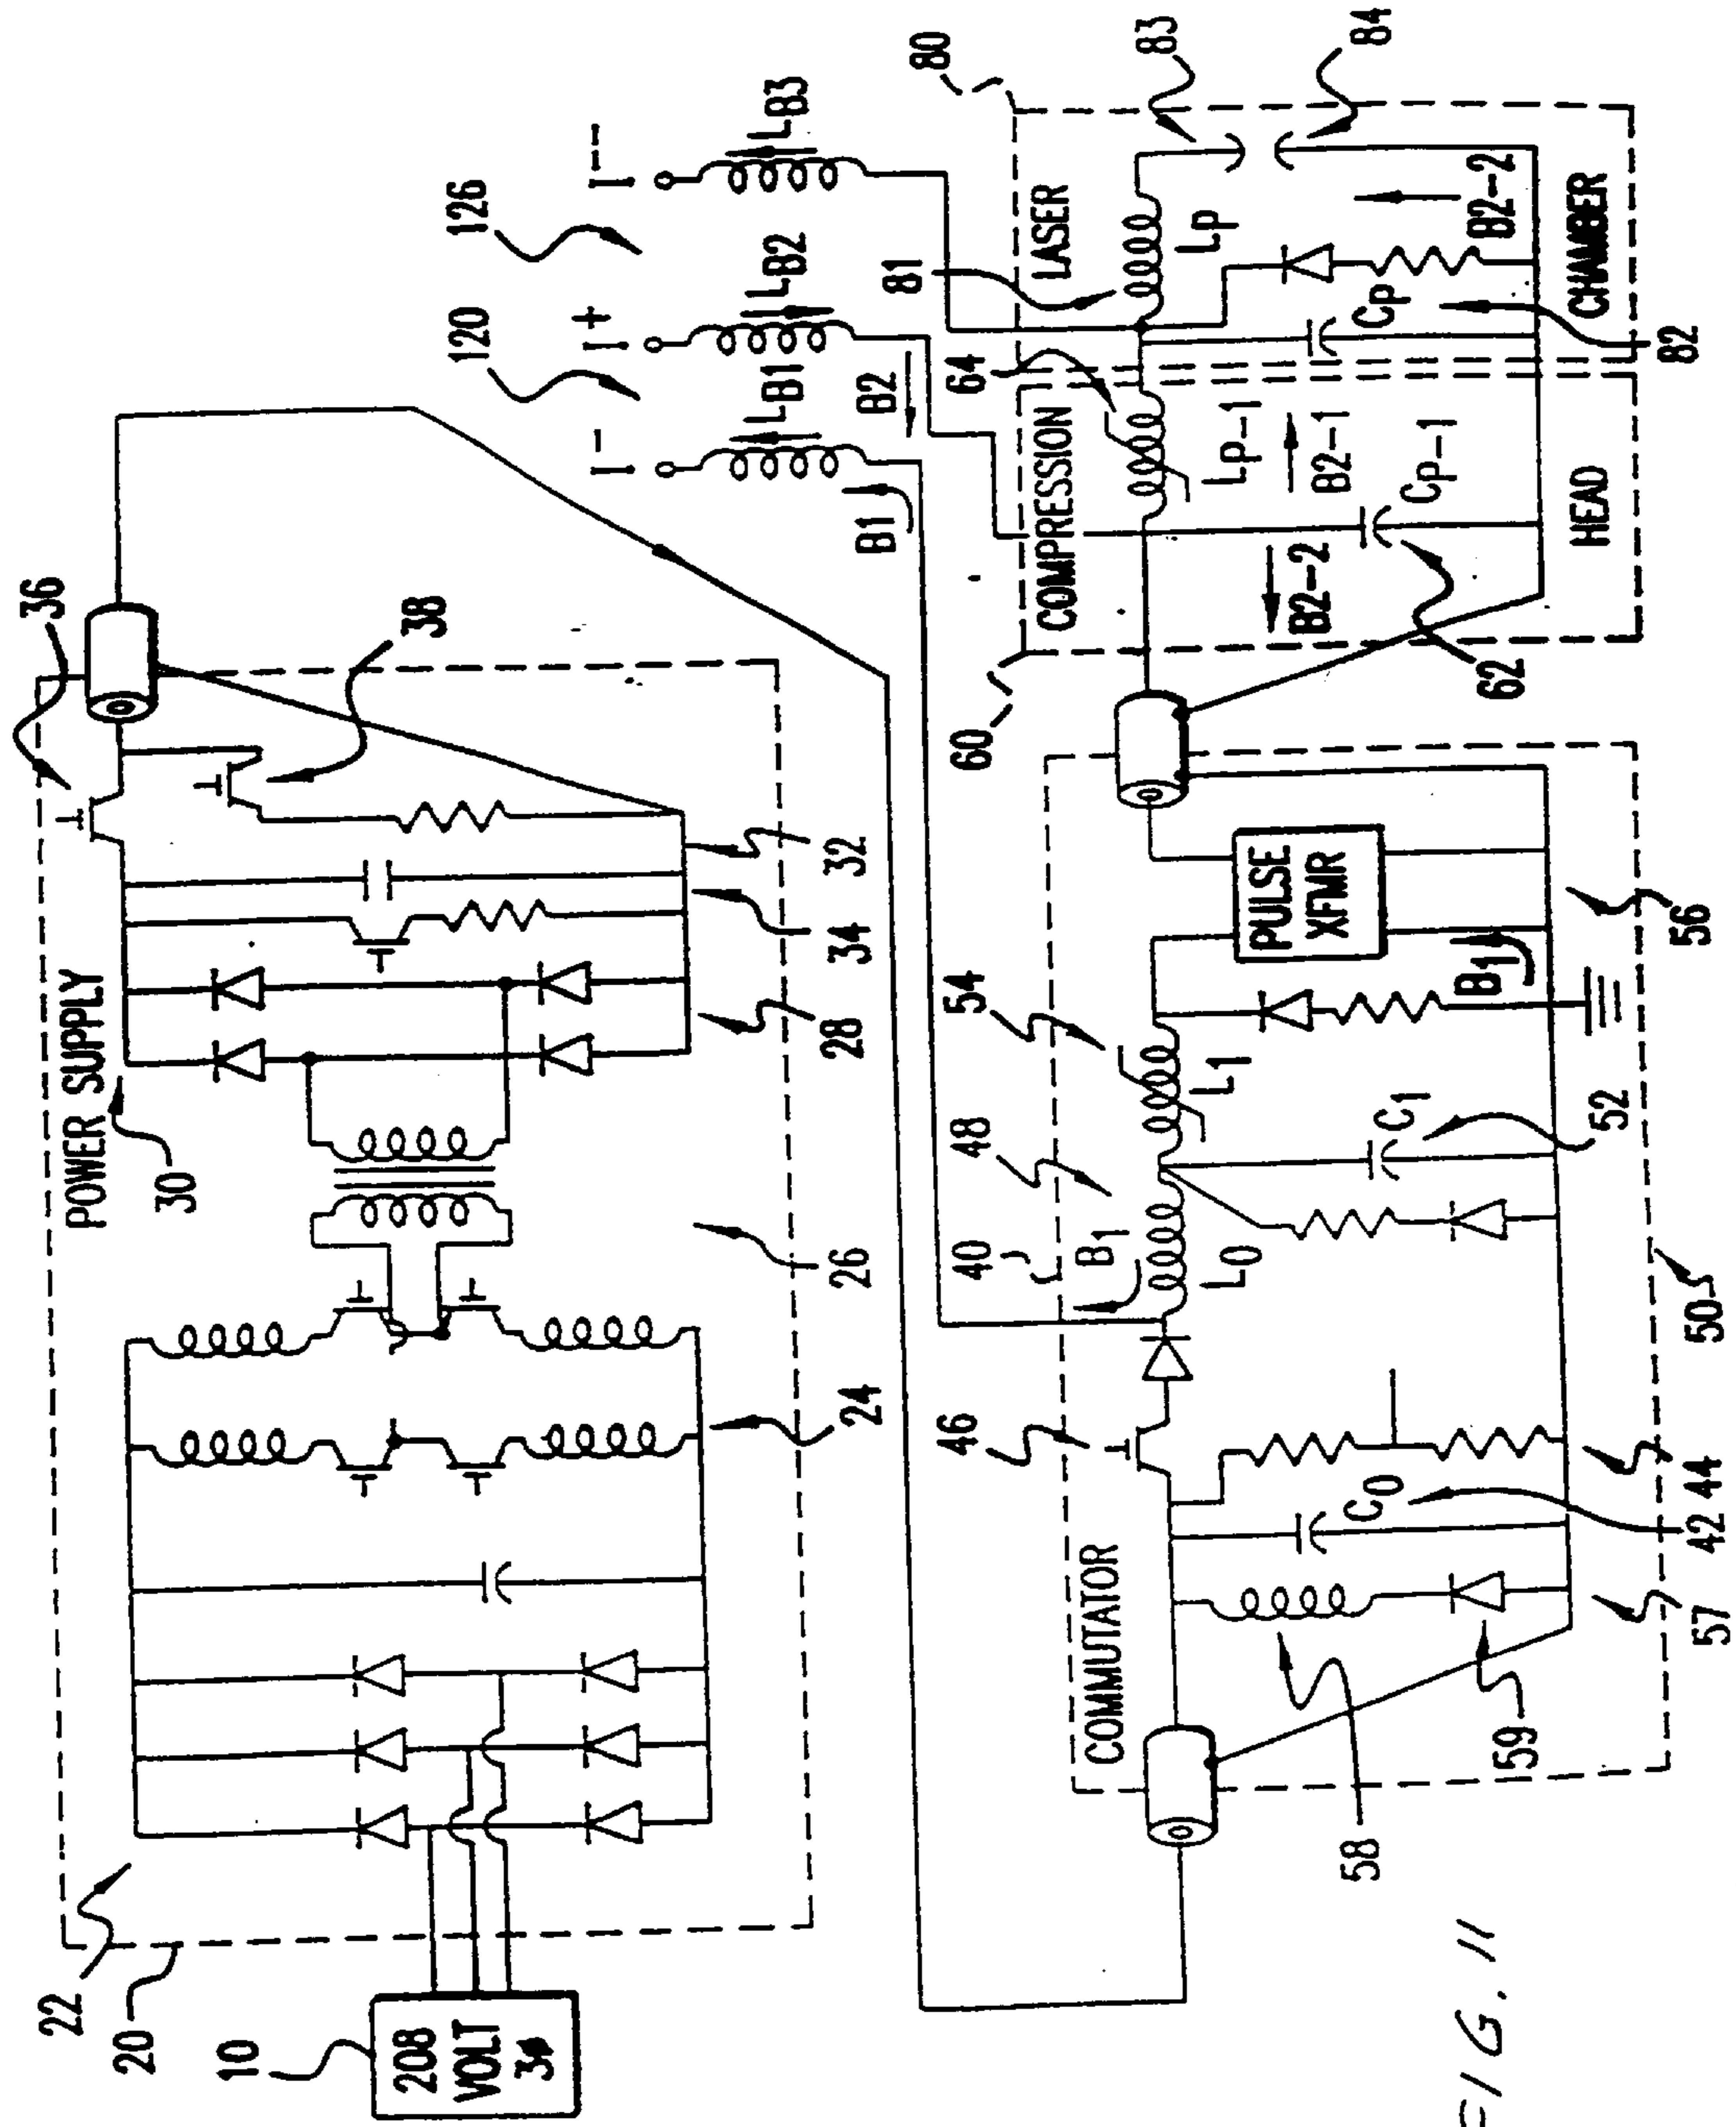 22
20
10
208
VOLT
3ϕ
POWER SUPPLY
30
24
26
28
34
32
36
38
120
126
I-
I+
I--
LB1
LB2
LB3
B1
B2
COMMUTATOR
46
40
B1
48
54
L0
L1
C0
C1
PULSE
XFMR
B1
58
59
57
42
44
50
52
56
60
COMPRESSION
64
81
80
LASER
83
84
LP-1
LP
B2-1
B2-2
B2-2
CP-1
CP
62
82
HEAD
CHAMBER
FIG. 11